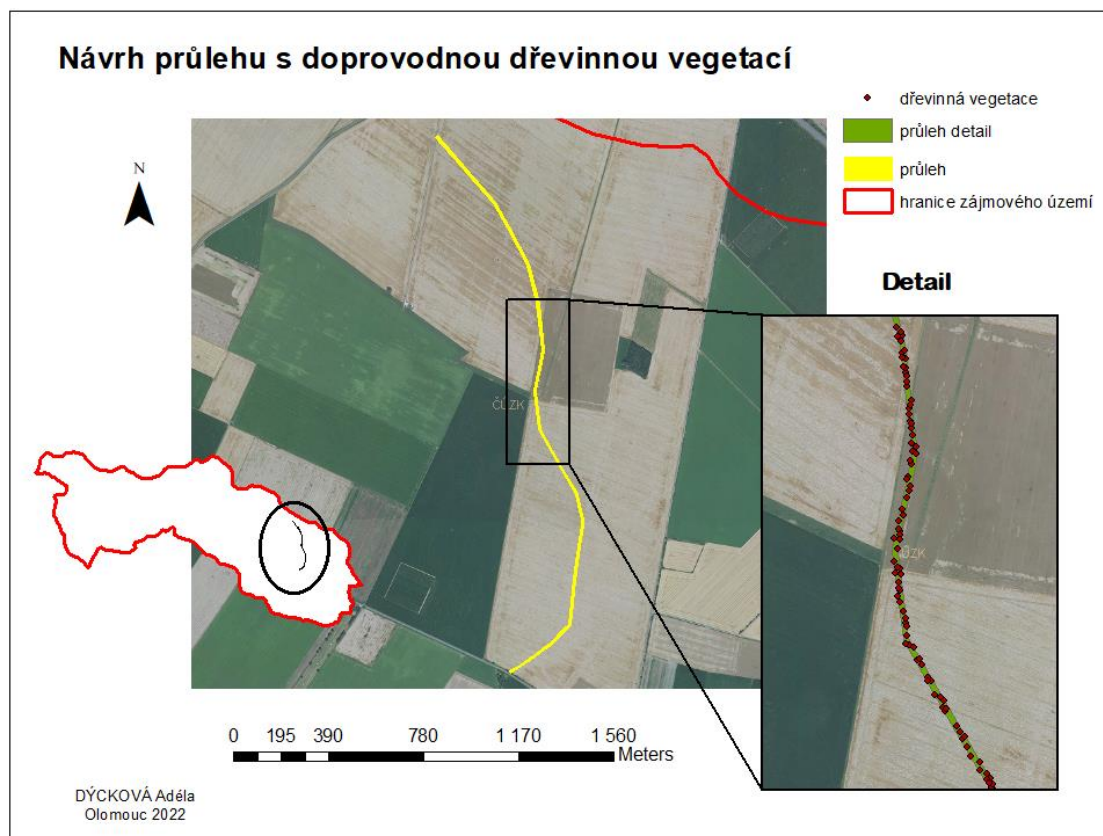 Návrh průlehu s doprovodnou dřevinnou vegetací
dřevinná vegetace
průleh detail
průleh
hranice zájmového území
N
Detail
ČÚZK
ČÚZK
0 195 390 780 1 170 1 560
Meters
DÝCKOVÁ Adéla
Olomouc 2022